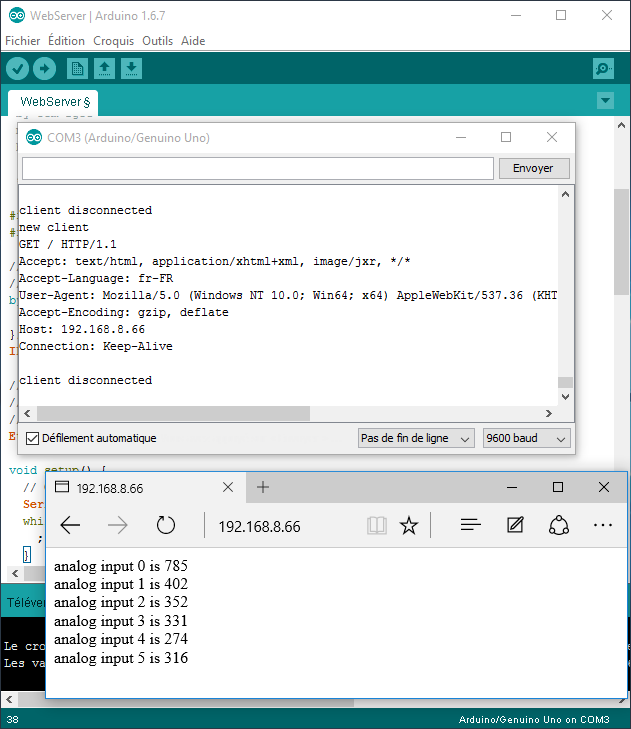 WebServer | Arduino 1.6.7
Fichier Édition Croquis Outils Aide
WebServer §
COM3 (Arduino/Genuino Uno)
Envoyer
client disconnected
new client
GET / HTTP/1.1
Accept: text/html, application/xhtml+xml, image/jxr, */*
Accept-Language: fr-FR
User-Agent: Mozilla/5.0 (Windows NT 10.0; Win64; x64) AppleWebKit/537.36 (KHT
Accept-Encoding: gzip, deflate
Host: 192.168.8.66
Connection: Keep-Alive
client disconnected
Défilement automatique
Pas de fin de ligne
9600 baud
void setup() {
//
Ser
whi
;
}
192.168.8.66
192.168.8.66
analog input 0 is 785
analog input 1 is 402
analog input 2 is 352
analog input 3 is 331
analog input 4 is 274
analog input 5 is 316
Téléver
Le cro
Les va
38
Arduino/Genuino Uno on COM3